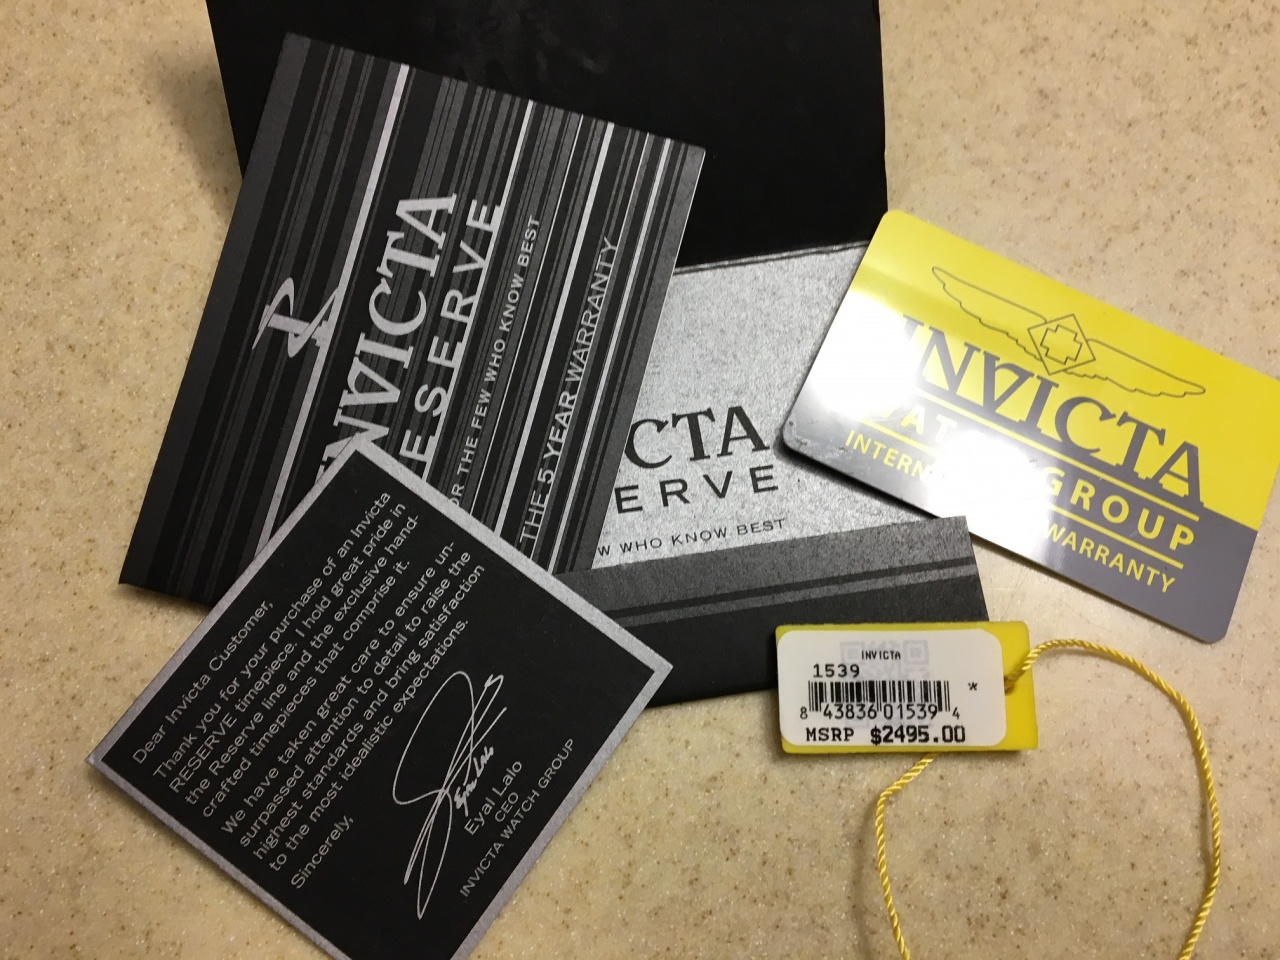 INVICTA
RESERVE
FOR THE FEW WHO KNOW BEST
THE 5 YEAR WARRANTY
CTA
ERVE
W WHO KNOW BEST
INVICTA
WATCH GROUP
INTERNATIONAL WARRANTY
Dear Invicta Customer,
Thank you for your purchase of an Invicta
RESERVE timepiece. I hold great pride in
the Reserve line and the exclusive hand-
crafted timepieces that comprise it.
We have taken great care to ensure un-
surpassed attention to detail to raise the
highest standards and bring satisfaction
to the most idealistic expectations.
Sincerely,
Eyal Lalo
Eyal Lalo
CEO
INVICTA WATCH GROUP
INVICTA
1539
*
8 43836 01539 4
MSRP $2495.00